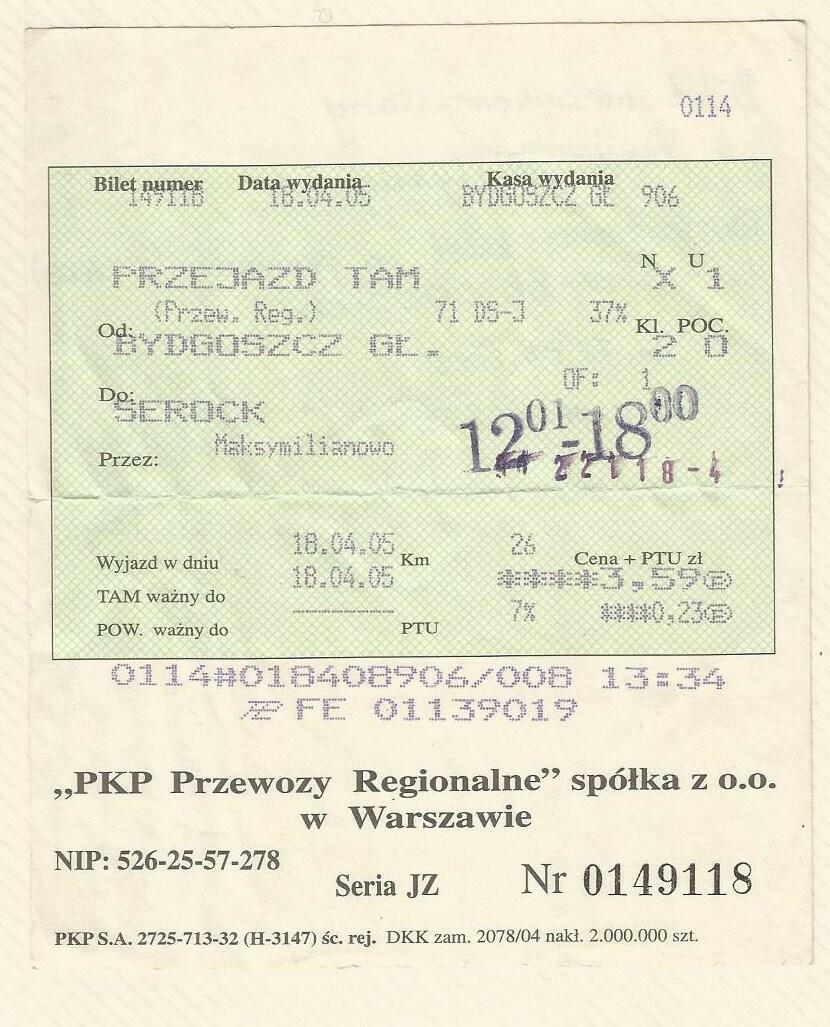 0114
Bilet numer Data wydania Kasa wydania
149118 18.04.05 BYDGOSZCZ GŁ 906
N U
PRZEJAZD TAM X 1
(Przew. Reg.) 71 DS-J 37%
Od: Kl. POC.
BYDGOSZCZ GŁ. 2 0
OF: 1
Do:
SEROCK
12⁰¹-18⁰⁰
Maksymilianowo
Przez:
18.04.05 26
Wyjazd w dniu Km Cena + PTU zł
18.04.05 *****3,59
TAM ważny do
---------- 7% ****0,23
POW. ważny do PTU
0114#018408906/008 13:34
FE 01139019
„PKP Przewozy Regionalne” spółka z o.o.
w Warszawie
NIP: 526-25-57-278
Seria JZ Nr 0149118
PKP S.A. 2725-713-32 (H-3147) śc. rej. DKK zam. 2078/04 nakł. 2.000.000 szt.